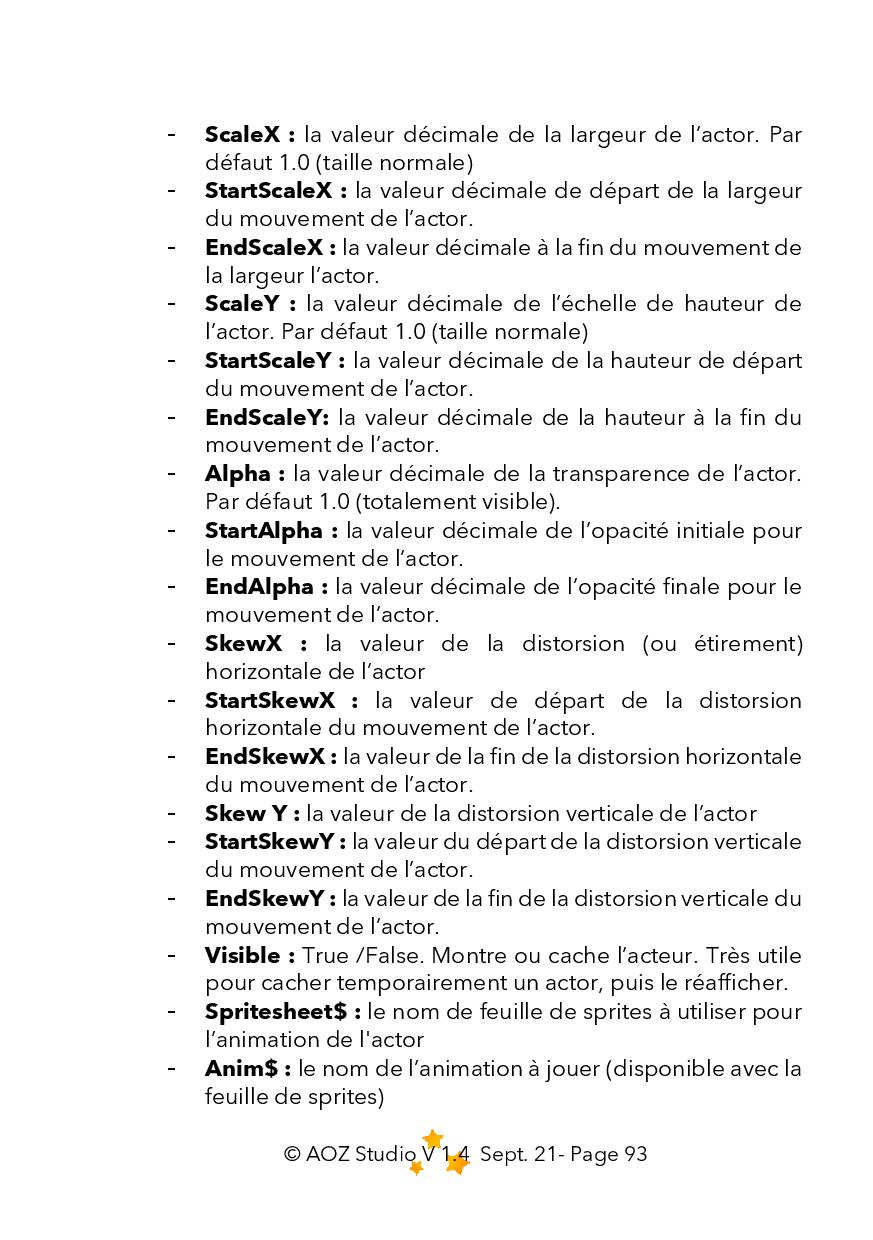 - ScaleX : la valeur décimale de la largeur de l’actor. Par
défaut 1.0 (taille normale)
- StartScaleX : la valeur décimale de départ de la largeur
du mouvement de l’actor.
- EndScaleX : la valeur décimale à la fin du mouvement de
la largeur l’actor.
- ScaleY : la valeur décimale de l’échelle de hauteur de
l’actor. Par défaut 1.0 (taille normale)
- StartScaleY : la valeur décimale de la hauteur de départ
du mouvement de l’actor.
- EndScaleY: la valeur décimale de la hauteur à la fin du
mouvement de l’actor.
- Alpha : la valeur décimale de la transparence de l’actor.
Par défaut 1.0 (totalement visible).
- StartAlpha : la valeur décimale de l’opacité initiale pour
le mouvement de l’actor.
- EndAlpha : la valeur décimale de l’opacité finale pour le
mouvement de l’actor.
- SkewX : la valeur de la distorsion (ou étirement)
horizontale de l’actor
- StartSkewX : la valeur de départ de la distorsion
horizontale du mouvement de l’actor.
- EndSkewX : la valeur de la fin de la distorsion horizontale
du mouvement de l’actor.
- Skew Y : la valeur de la distorsion verticale de l’actor
- StartSkewY : la valeur du départ de la distorsion verticale
du mouvement de l’actor.
- EndSkewY : la valeur de la fin de la distorsion verticale du
mouvement de l’actor.
- Visible : True /False. Montre ou cache l’acteur. Très utile
pour cacher temporairement un actor, puis le réafficher.
- Spritesheet$ : le nom de feuille de sprites à utiliser pour
l’animation de l'actor
- Anim$ : le nom de l’animation à jouer (disponible avec la
feuille de sprites)
© AOZ Studio V 1.4 Sept. 21- Page 93